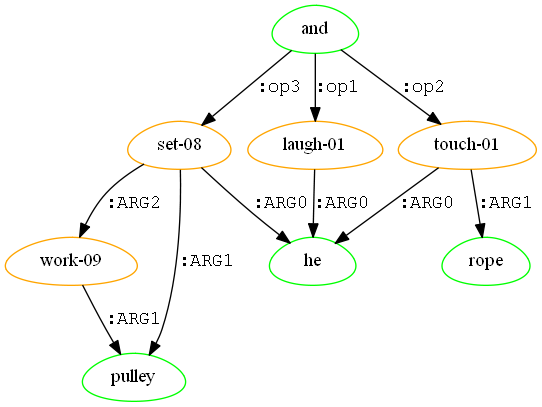 and
:op3 :op1 :op2
set-08 laugh-01 touch-01
:ARG2 :ARG0 :ARG0 :ARG0 :ARG1
:ARG1
work-09 he rope
:ARG1
pulley